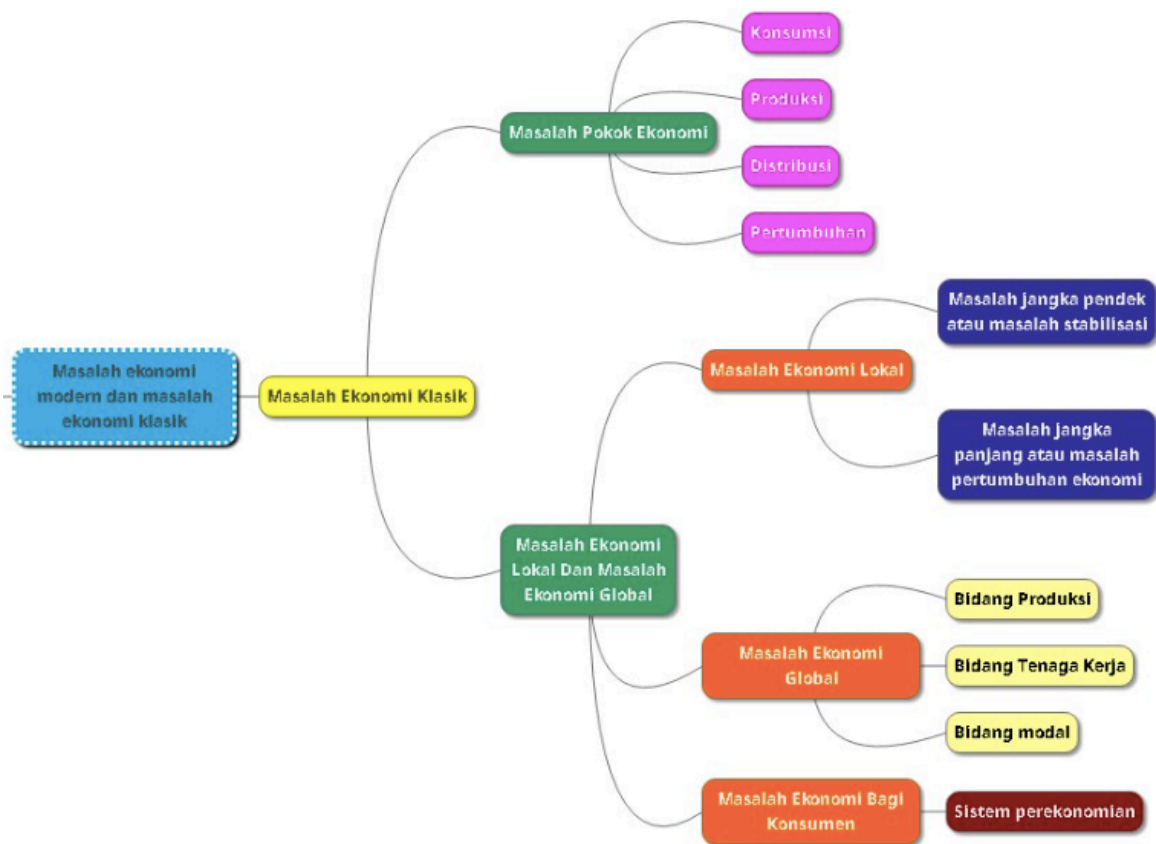 Konsumsi
Produksi
Masalah Pokok Ekonomi
Distribusi
Pertumbuhan
Masalah jangka pendek
atau masalah stabilisasi
Masalah Ekonomi Lokal
Masalah ekonomi
modern dan masalah
ekonomi klasik
Masalah Ekonomi Klasik
Masalah jangka
panjang atau masalah
pertumbuhan ekonomi
Masalah Ekonomi
Lokal Dan Masalah
Ekonomi Global
Bidang Produksi
Masalah Ekonomi
Global
Bidang Tenaga Kerja
Bidang modal
Masalah Ekonomi Bagi
Konsumen
Sistem perekonomian